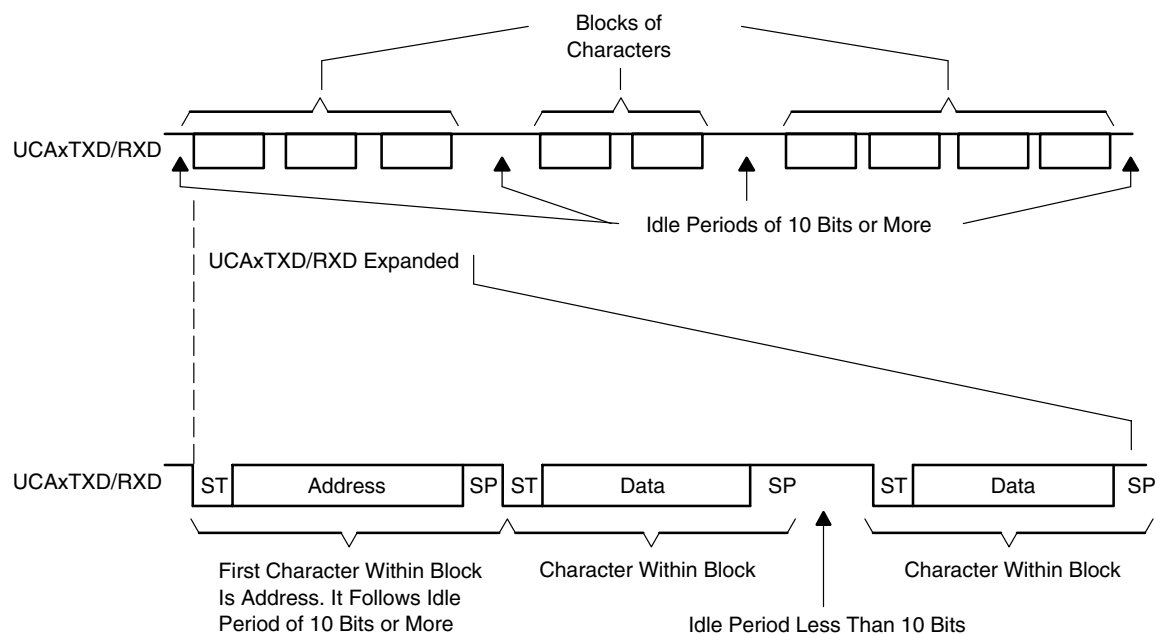 Blocks of
Characters
UCAxTXD/RXD
Idle Periods of 10 Bits or More
UCAxTXD/RXD Expanded
UCAxTXD/RXD
ST
Address
SP
ST
Data
SP
ST
Data
SP
First Character Within Block
Is Address. It Follows Idle
Period of 10 Bits or More
Character Within Block
Character Within Block
Idle Period Less Than 10 Bits